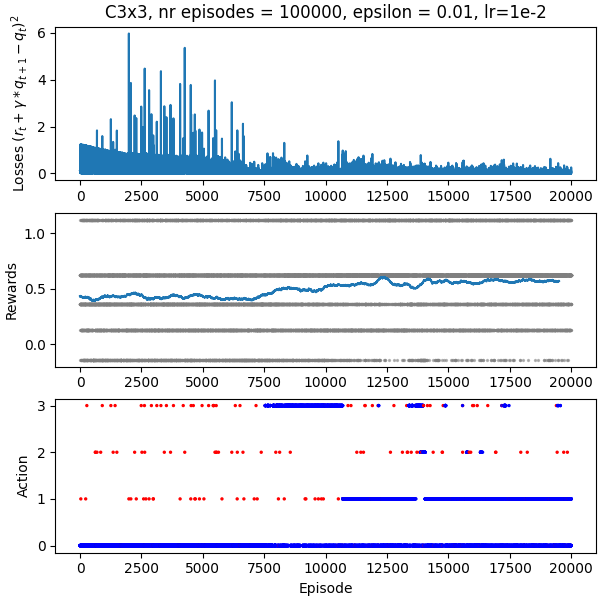 C3x3, nr episodes = 100000, epsilon = 0.01, lr=1e-2
Losses (r_t + γ * q_{t+1} − q_t)^2
6
4
2
0
0 2500 5000 7500 10000 12500 15000 17500 20000
Rewards
1.0
0.5
0.0
0 2500 5000 7500 10000 12500 15000 17500 20000
Action
3
2
1
0
0 2500 5000 7500 10000 12500 15000 17500 20000
Episode